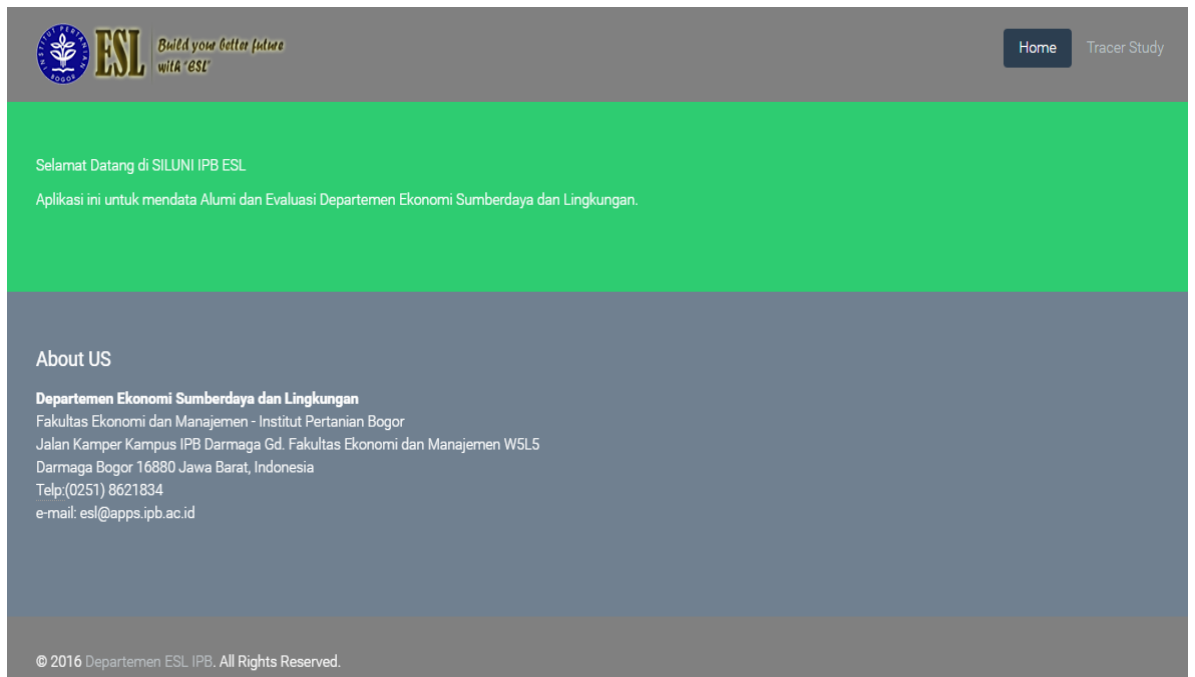 INSTITUT PERTANIAN BOGOR
ESL
Build your better future
with 'ESL'
Home
Tracer Study
Selamat Datang di SILUNI IPB ESL
Aplikasi ini untuk mendata Alumi dan Evaluasi Departemen Ekonomi Sumberdaya dan Lingkungan.
About US
Departemen Ekonomi Sumberdaya dan Lingkungan
Fakultas Ekonomi dan Manajemen - Institut Pertanian Bogor
Jalan Kamper Kampus IPB Darmaga Gd. Fakultas Ekonomi dan Manajemen W5L5
Darmaga Bogor 16880 Jawa Barat, Indonesia
Telp:(0251) 8621834
e-mail: esl@apps.ipb.ac.id
© 2016 Departemen ESL IPB. All Rights Reserved.